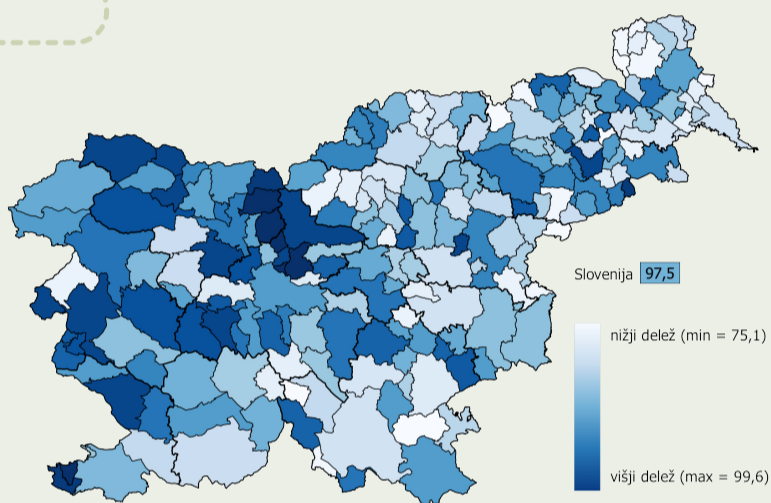 Slovenija 97,5
nižji delež (min = 75,1)
višji delež (max = 99,6)